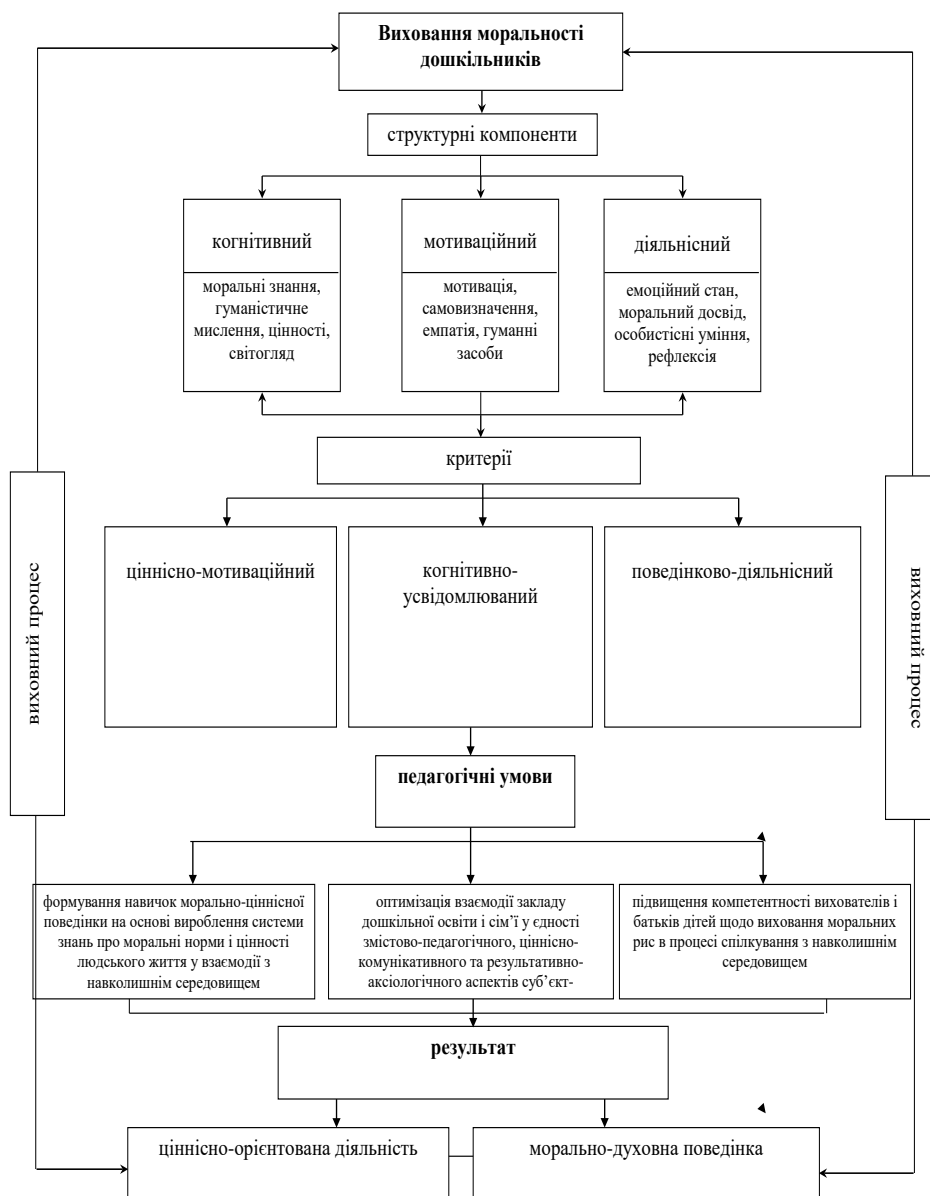 Виховання моральності
дошкільників
структурні компоненти
когнітивний
моральні знання,
гуманістичне
мислення, цінності,
світогляд
мотиваційний
мотивація,
самовизначення,
емпатія, гуманні
засоби
діяльнісний
емоційний стан,
моральний досвід,
особистісні уміння,
рефлексія
критерії
виховний процес
ціннісно-мотиваційний
когнітивно-
усвідомлюваний
поведінково-діяльнісний
виховний процес
педагогічні умови
формування навичок морально-ціннісної
поведінки на основі вироблення системи
знань про моральні норми і цінності
людського життя у взаємодії з
навколишнім середовищем
оптимізація взаємодії закладу
дошкільної освіти і сім’ї у єдності
змістово-педагогічного, ціннісно-
комунікативного та результативно-
аксіологічного аспектів суб’єкт-
підвищення компетентності вихователів і
батьків дітей щодо виховання моральних
рис в процесі спілкування з навколишнім
середовищем
результат
ціннісно-орієнтована діяльність
морально-духовна поведінка